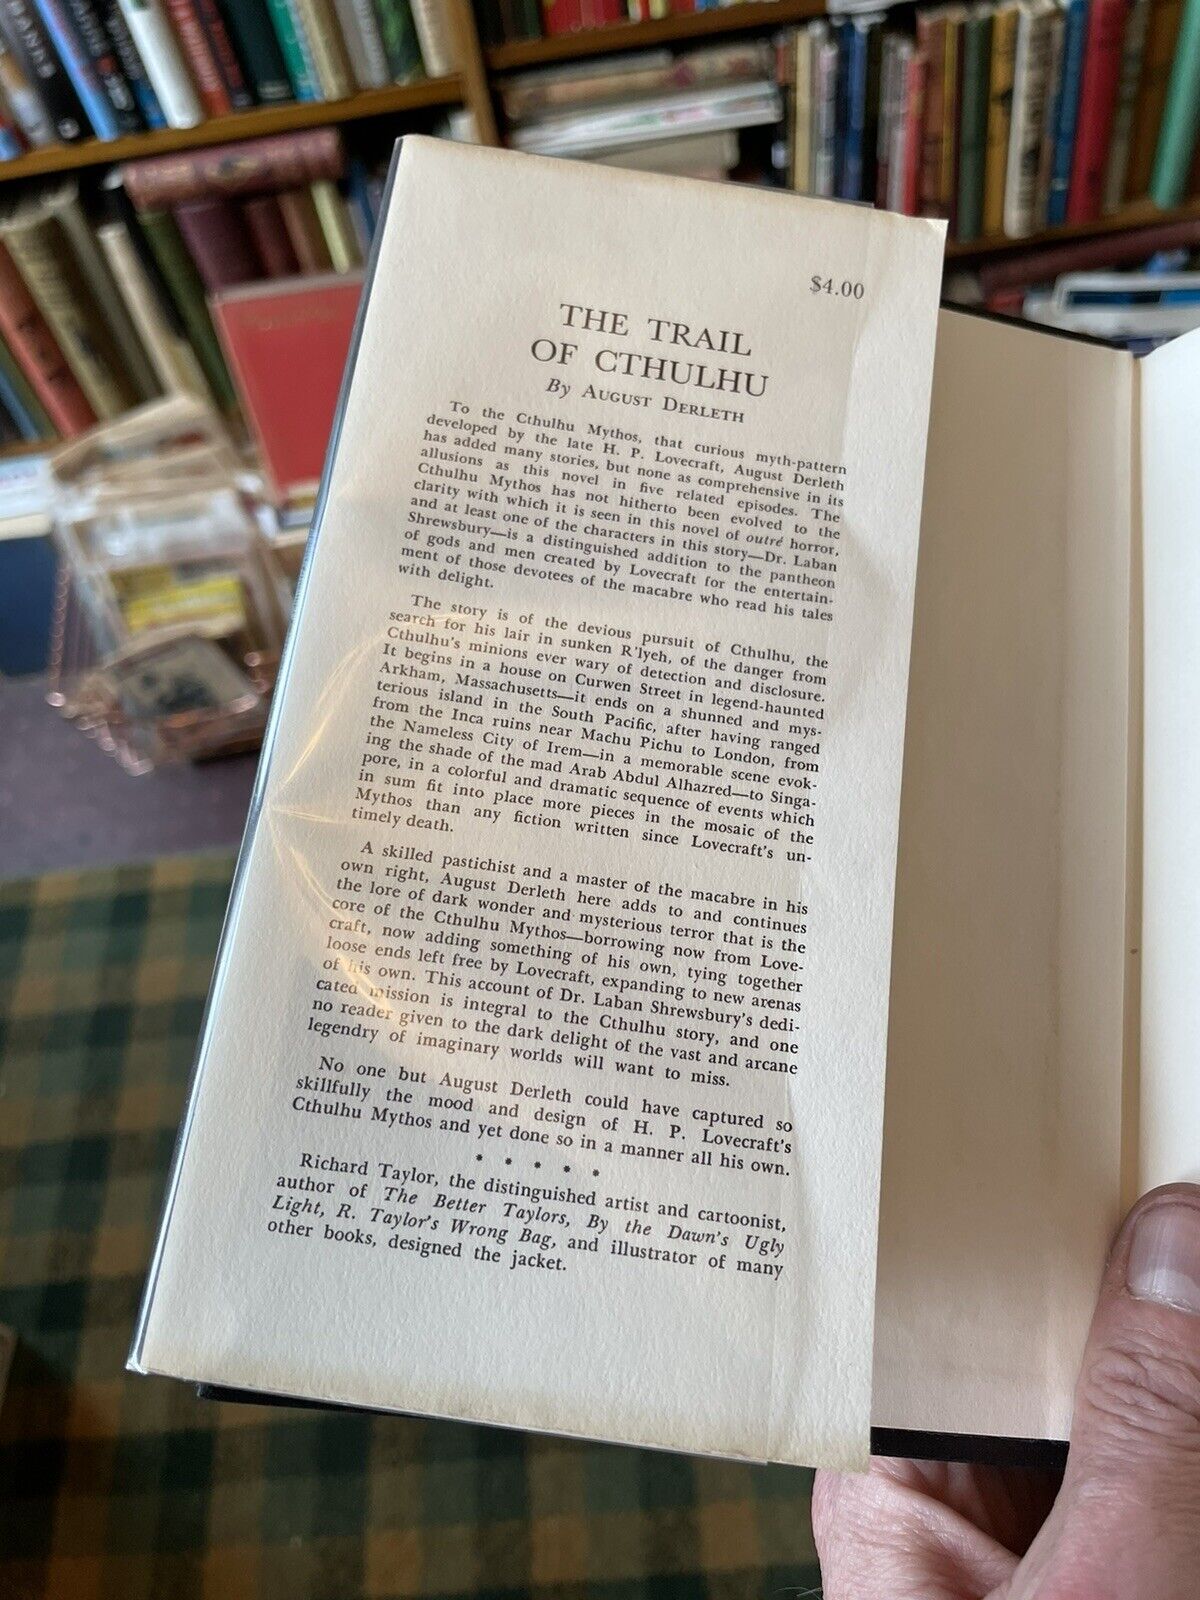 $4.00
THE TRAIL
OF CTHULHU
By August Derleth
To the Cthulhu Mythos, that curious myth-pattern
developed by the late H. P. Lovecraft, August Derleth
has added many stories, but none as comprehensive in its
allusions as this novel in five related episodes. The
Cthulhu Mythos has not hitherto been evolved to the
clarity with which it is seen in this novel of outré horror,
and at least one of the characters in this story—Dr. Laban
Shrewsbury—is a distinguished addition to the pantheon
of gods and men created by Lovecraft for the entertain-
ment of those devotees of the macabre who read his tales
with delight.
The story is of the devious pursuit of Cthulhu, the
search for his lair in sunken R'lyeh, of the danger from
Cthulhu's minions ever wary of detection and disclosure.
It begins in a house on Curwen Street in legend-haunted
Arkham, Massachusetts—it ends on a shunned and mys-
terious island in the South Pacific, after having ranged
from the Inca ruins near Machu Pichu to London, from
the Nameless City of Irem—in a memorable scene evok-
ing the shade of the mad Arab Abdul Alhazred—to Singa-
pore, in a colorful and dramatic sequence of events which
in sum fit into place more pieces in the mosaic of the
Mythos than any fiction written since Lovecraft's un-
timely death.
A skilled pastichist and a master of the macabre in his
own right, August Derleth here adds to and continues
the lore of dark wonder and mysterious terror that is the
core of the Cthulhu Mythos—borrowing now from Love-
craft, now adding something of his own, tying together
loose ends left free by Lovecraft, expanding to new arenas
of his own. This account of Dr. Laban Shrewsbury's dedi-
cated mission is integral to the Cthulhu story, and one
no reader given to the dark delight of the vast and arcane
legendry of imaginary worlds will want to miss.
No one but August Derleth could have captured so
skillfully the mood and design of H. P. Lovecraft's
Cthulhu Mythos and yet done so in a manner all his own.
* * * * *
Richard Taylor, the distinguished artist and cartoonist,
author of The Better Taylors, By the Dawn's Ugly
Light, R. Taylor's Wrong Bag, and illustrator of many
other books, designed the jacket.